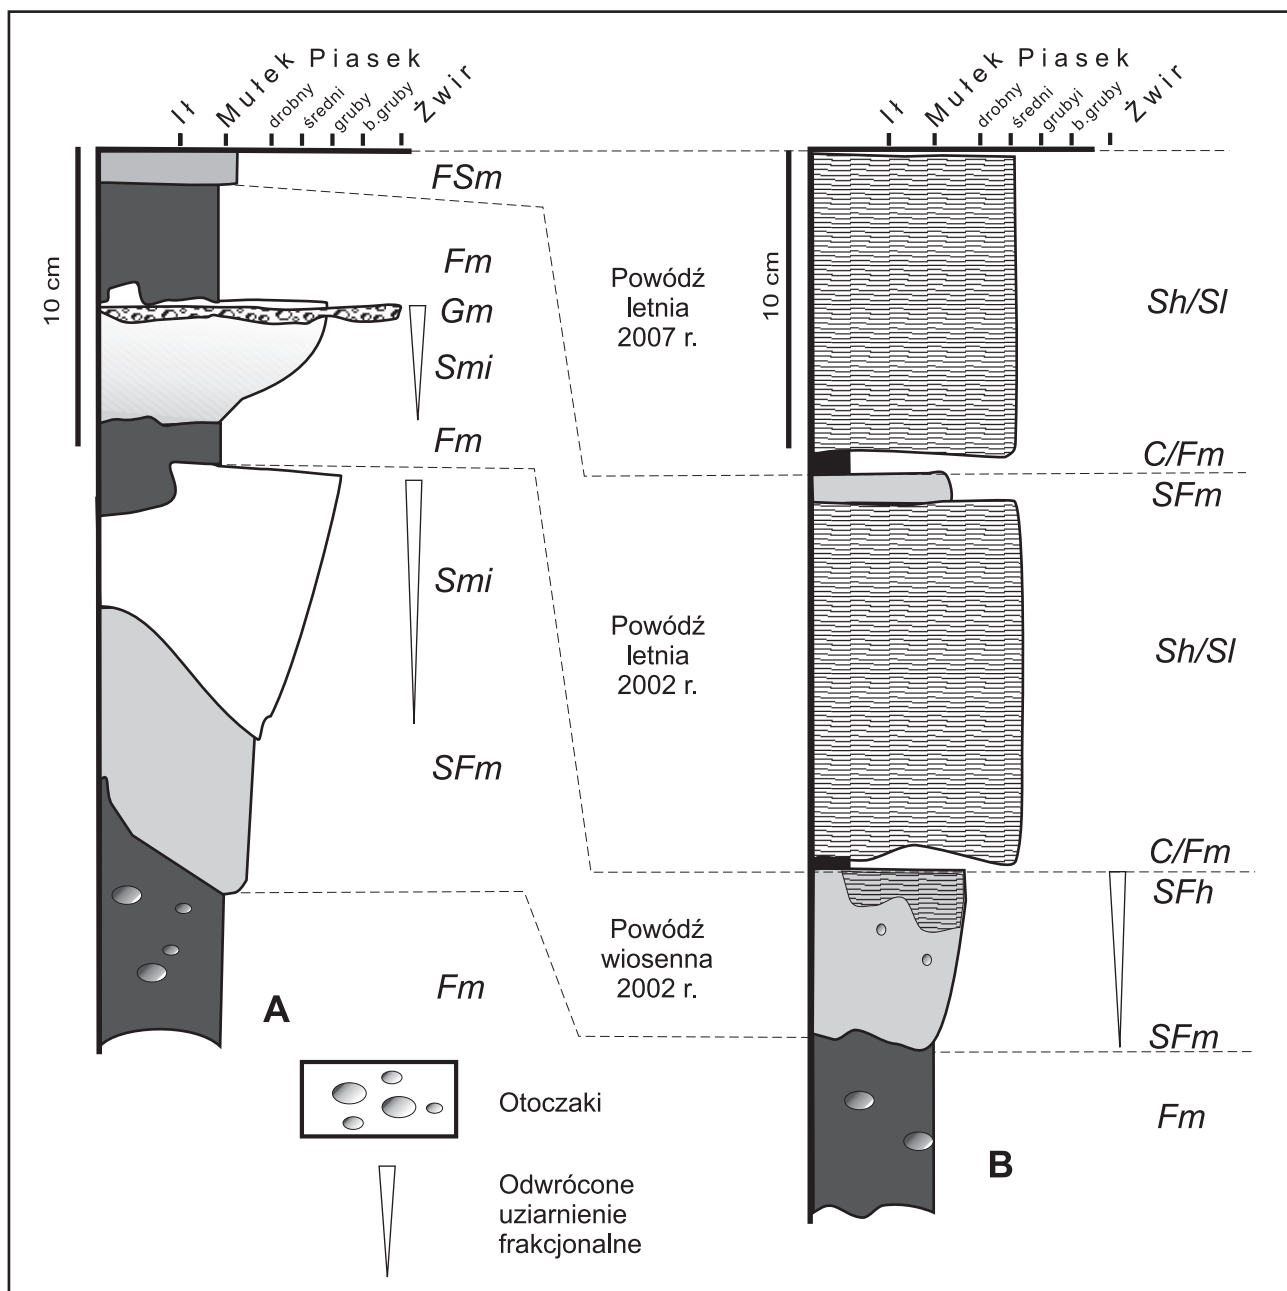 Ił
Mułek
Piasek
drobny
średni
gruby
b.gruby
Żwir
10 cm
FSm
Fm
Gm
Smi
Fm
Smi
SFm
Fm
A
Powódź
letnia
2007 r.
Powódź
letnia
2002 r.
Powódź
wiosenna
2002 r.
Ił
Mułek
Piasek
drobny
średni
grubyi
b.gruby
Żwir
10 cm
Sh/Sl
C/Fm
SFm
Sh/Sl
C/Fm
SFh
SFm
Fm
B
Otoczaki
Odwrócone
uziarnienie
frakcjonalne